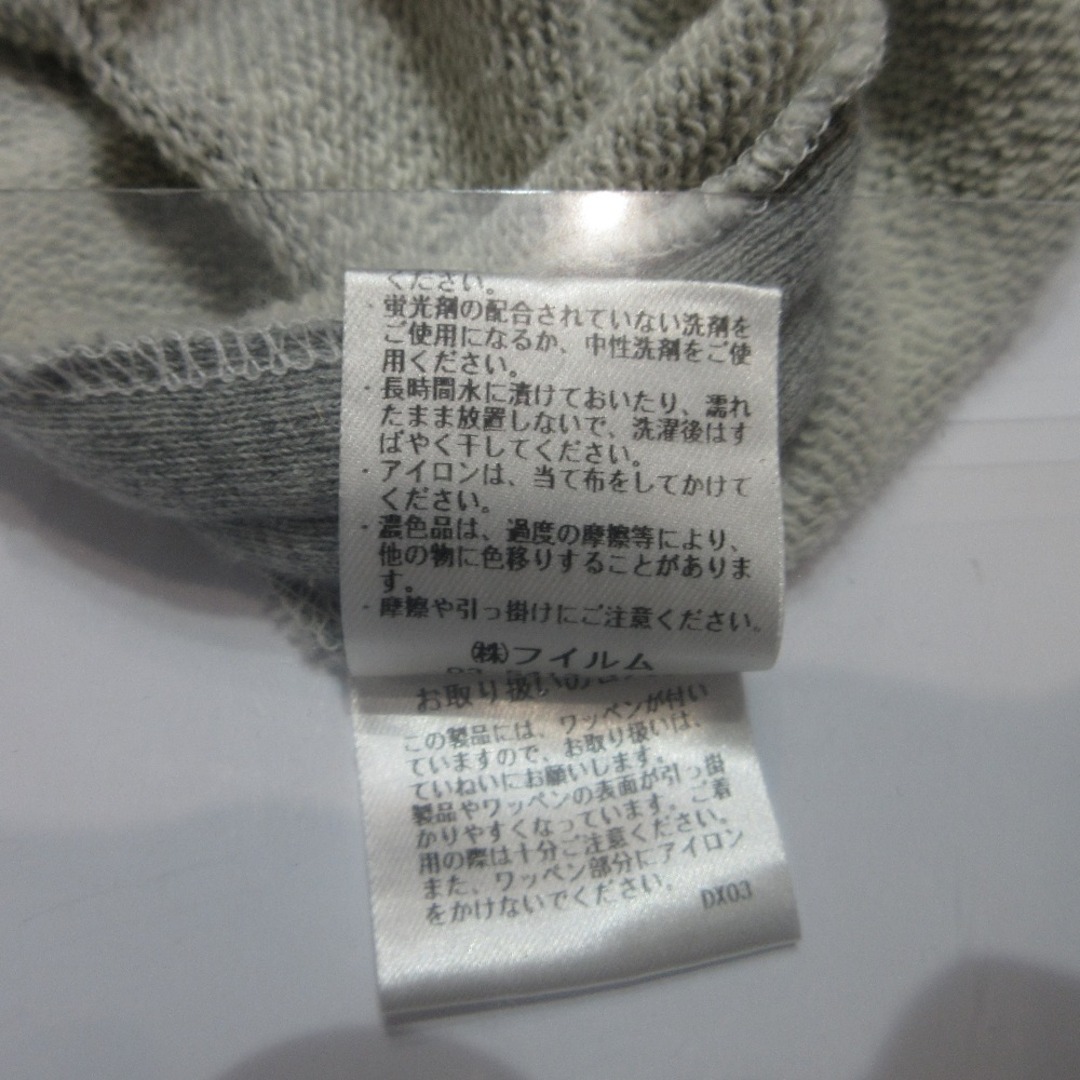 ください。
・蛍光剤の配合されていない洗剤を
ご使用になるか、中性洗剤をご使
用ください。
・長時間水に漬けておいたり、濡れ
たまま放置しないで、洗濯後はす
ばやく干してください。
・アイロンは、当て布をしてかけて
ください。
・濃色品は、過度の摩擦等により、
他の物に色移りすることがありま
す。
・摩擦や引っ掛けにご注意ください。
㈱フイルム
お取り扱い
この製品には、ワッペンが付い
ていますので、お取り扱いは、
ていねいにお願いします。
製品やワッペンの表面が引っ掛
かりやすくなっています。ご着
用の際は十分ご注意ください。
また、ワッペン部分にアイロン
をかけないでください。
DX03